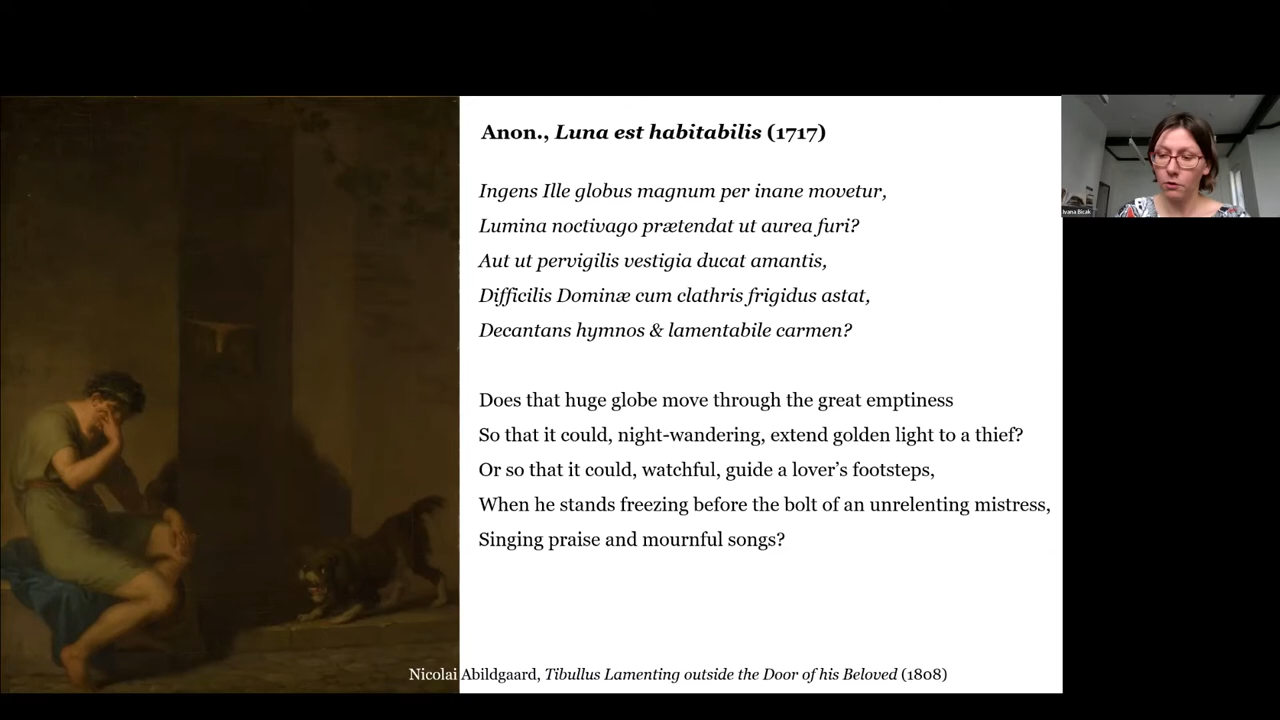 Anon., Luna est habitabilis (1717)
Ingens Ille globus magnum per inane movetur,
Lumina noctivago prætendat ut aurea furi?
Aut ut pervigilis vestigia ducat amantis,
Difficilis Dominæ cum clathris frigidus astat,
Decantans hymnos & lamentabile carmen?
Does that huge globe move through the great emptiness
So that it could, night-wandering, extend golden light to a thief?
Or so that it could, watchful, guide a lover’s footsteps,
When he stands freezing before the bolt of an unrelenting mistress,
Singing praise and mournful songs?
Nicolai Abildgaard, Tibullus Lamenting outside the Door of his Beloved (1808)
Ivana Bicak